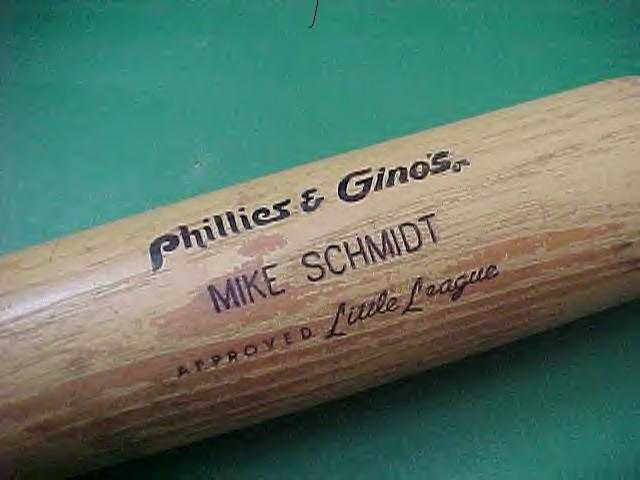 Phillies & Gino's
MIKE SCHMIDT
APPROVED Little League